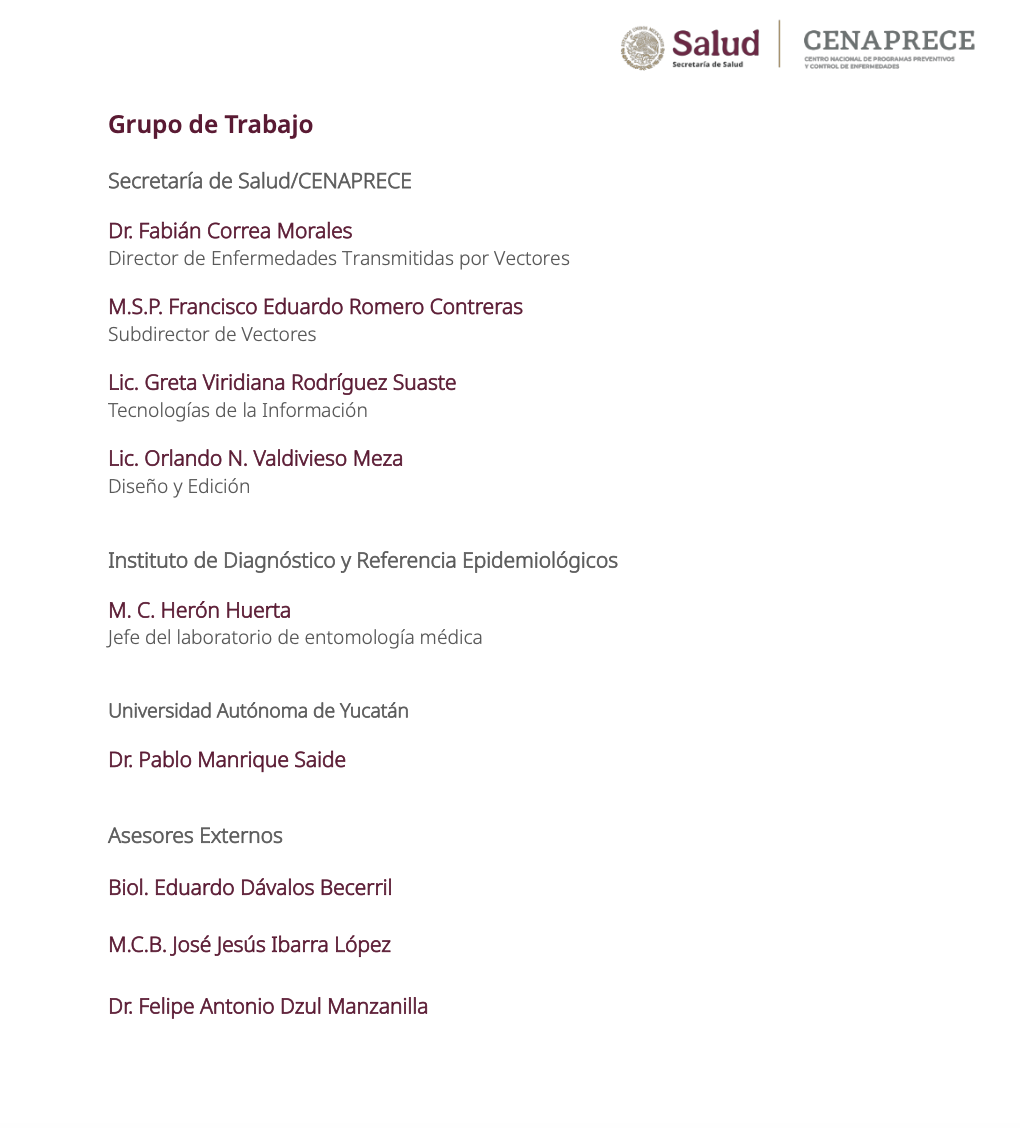 Salud
Secretaría de Salud
CENAPRECE
CENTRO NACIONAL DE PROGRAMAS PREVENTIVOS
Y CONTROL DE ENFERMEDADES
Grupo de Trabajo
Secretaría de Salud/CENAPRECE
Dr. Fabián Correa Morales
Director de Enfermedades Transmitidas por Vectores
M.S.P. Francisco Eduardo Romero Contreras
Subdirector de Vectores
Lic. Greta Viridiana Rodríguez Suaste
Tecnologías de la Información
Lic. Orlando N. Valdivieso Meza
Diseño y Edición
Instituto de Diagnóstico y Referencia Epidemiológicos
M. C. Herón Huerta
Jefe del laboratorio de entomología médica
Universidad Autónoma de Yucatán
Dr. Pablo Manrique Saide
Asesores Externos
Biol. Eduardo Dávalos Becerril
M.C.B. José Jesús Ibarra López
Dr. Felipe Antonio Dzul Manzanilla